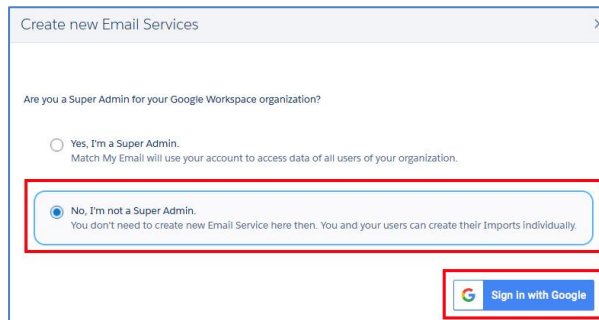 Create new Email Services
Are you a Super Admin for your Google Workspace organization?
Yes, I'm a Super Admin.
Match My Email will use your account to access data of all users of your organization.
No, I'm not a Super Admin.
You don't need to create new Email Service here then. You and your users can create their Imports individually.
Sign in with Google